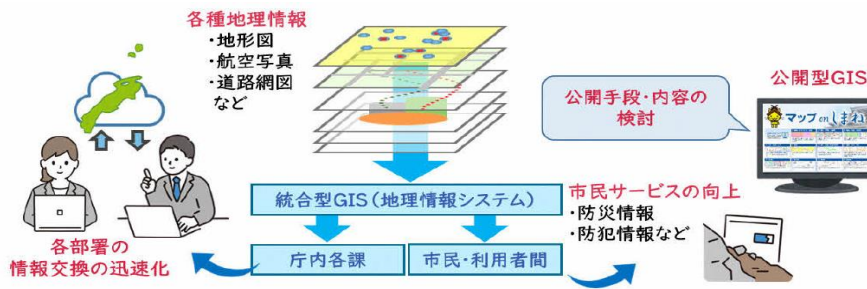 各種地理情報
・地形図
・航空写真
・道路網図
など
公開手段・内容の
検討
公開型GIS
マップonしまね
統合型GIS(地理情報システム)
市民サービスの向上
・防災情報
・防犯情報など
各部署の
情報交換の迅速化
庁内各課
市民・利用者間